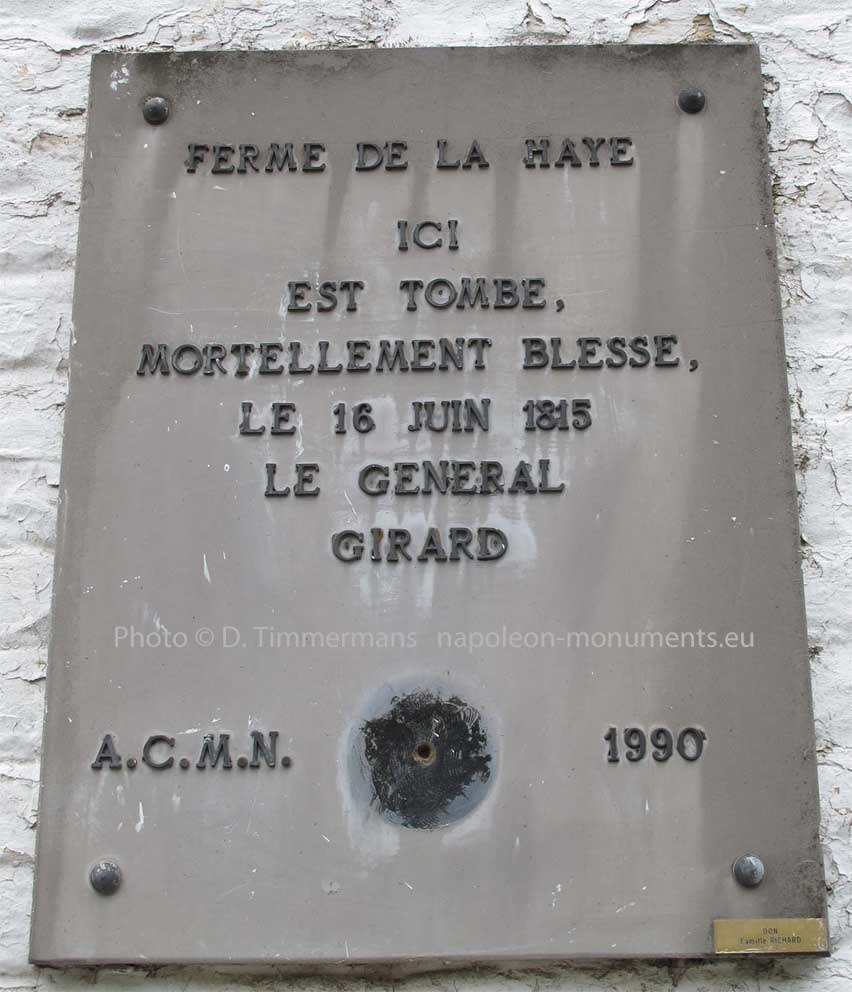 FERME DE LA HAYE
ICI
EST TOMBE,
MORTELLEMENT BLESSE,
LE 16 JUIN 1815
LE GENERAL
GIRARD
Photo © D. Timmermans napoleon-monuments.eu
A.C.M.N. 1990
DON
Famille RICHARD